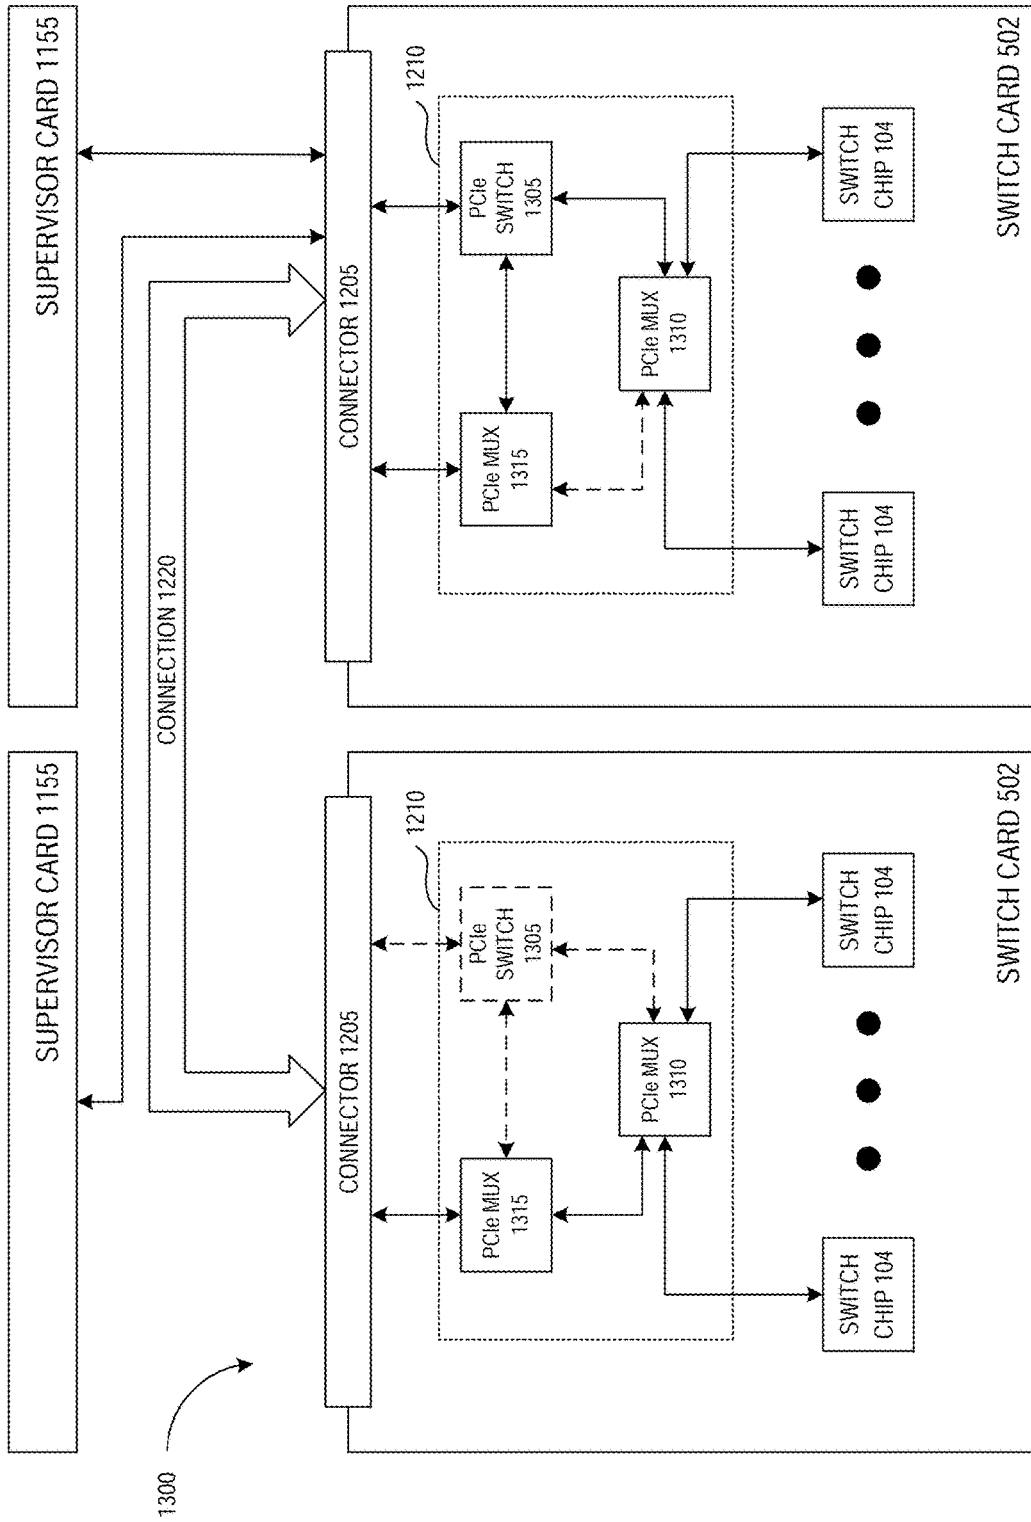 1300
SUPERVISOR CARD 1155
SUPERVISOR CARD 1155
CONNECTION 1220
CONNECTOR 1205
1210
PCIe MUX
1315
PCIe
SWITCH
1305
PCIe MUX
1310
SWITCH
CHIP 104
SWITCH
CHIP 104
SWITCH CARD 502
CONNECTOR 1205
1210
PCIe MUX
1315
PCIe
SWITCH
1305
PCIe MUX
1310
SWITCH
CHIP 104
SWITCH
CHIP 104
SWITCH CARD 502